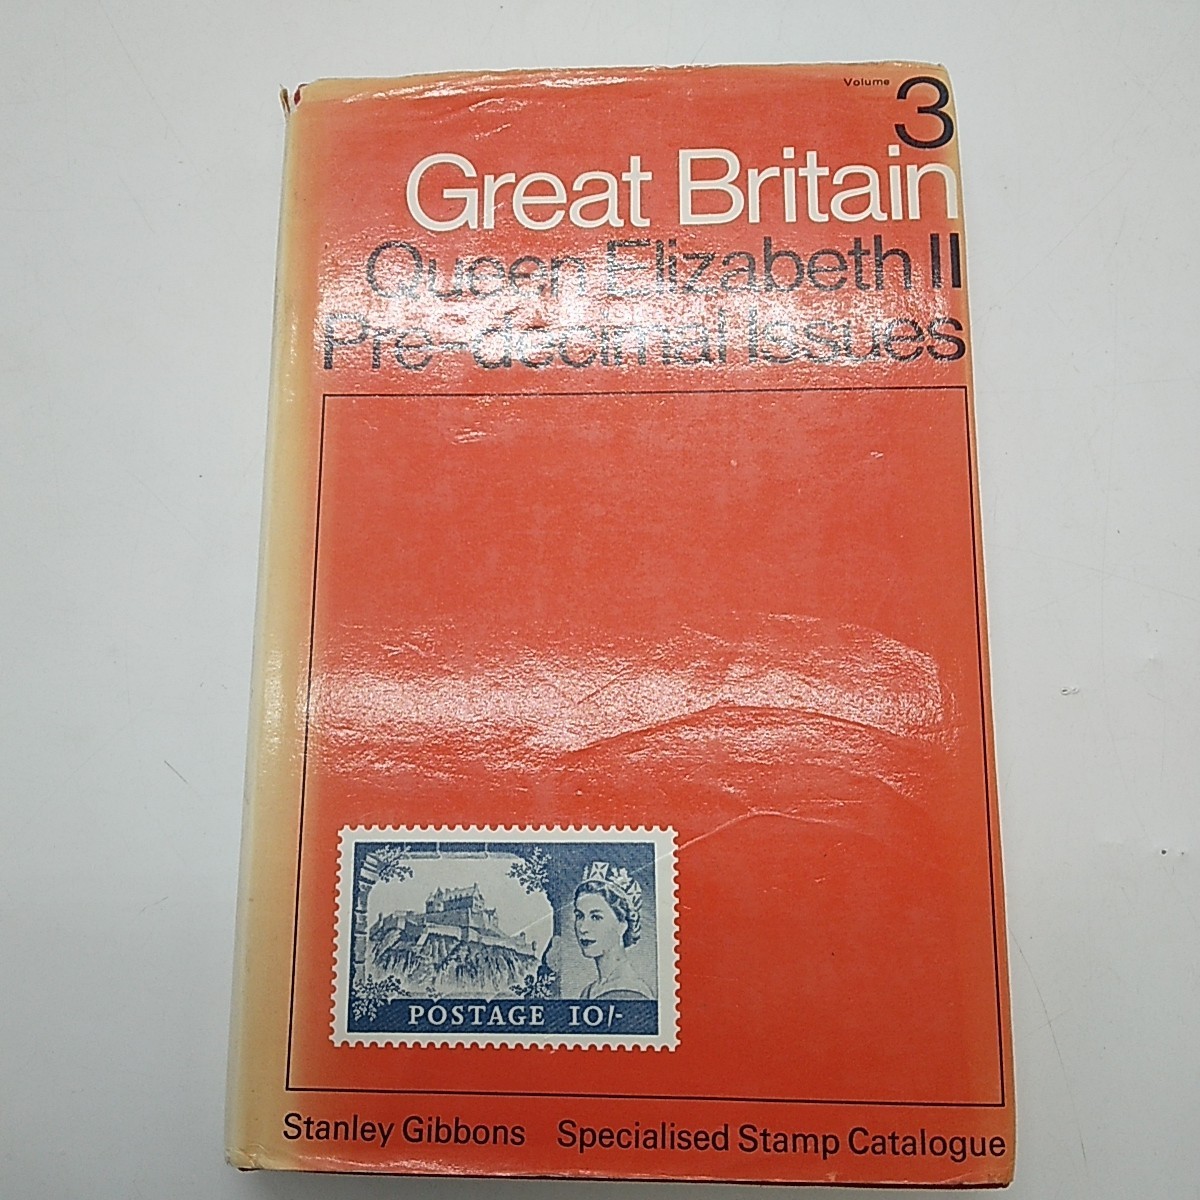 Volume 3
Great Britain
Queen Elizabeth II
Pre-decimal Issues
POSTAGE 10/-
Stanley Gibbons Specialised Stamp Catalogue